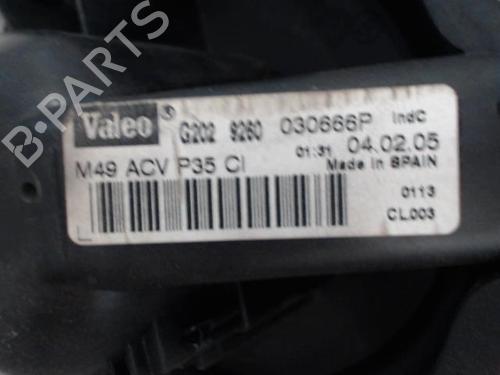 Valeo G202 9260 030666P IndC
01:31 04.02.05
M49 ACV P35 CI Made in SPAIN
0113
CL003
L
B-PARTS